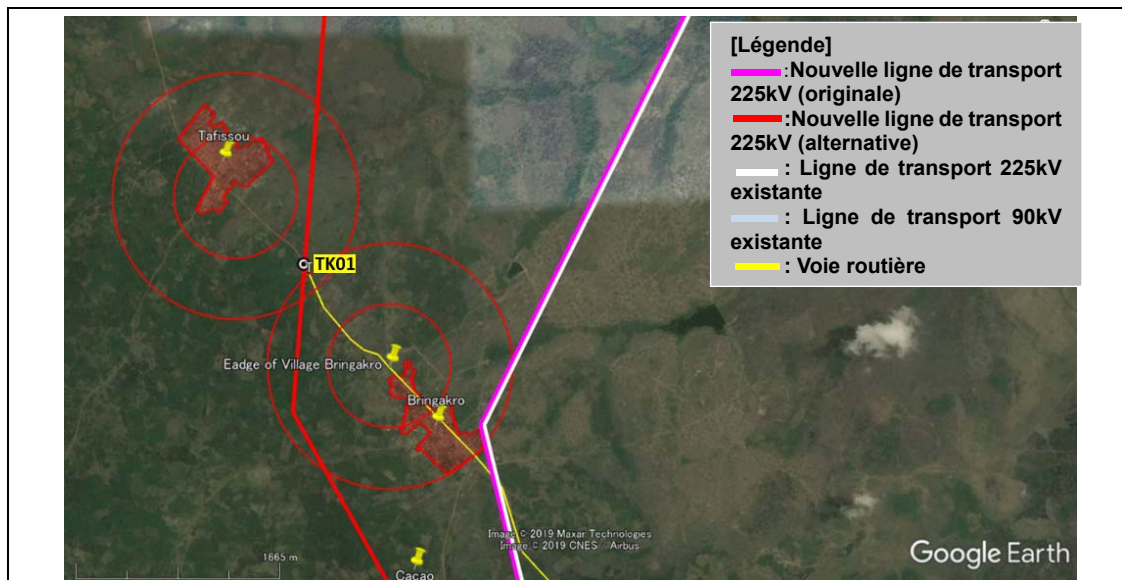 [Légende]
:Nouvelle ligne de transport
225kV (originale)
:Nouvelle ligne de transport
225kV (alternative)
: Ligne de transport 225kV
existante
: Ligne de transport 90kV
existante
: Voie routière
Tafissou
TK01
Eadge of Village Bringakro
Bringakro
Image © 2019 Maxar Technologies
Image © 2019 CNES / Airbus
1665 m
Cacao
Google Earth